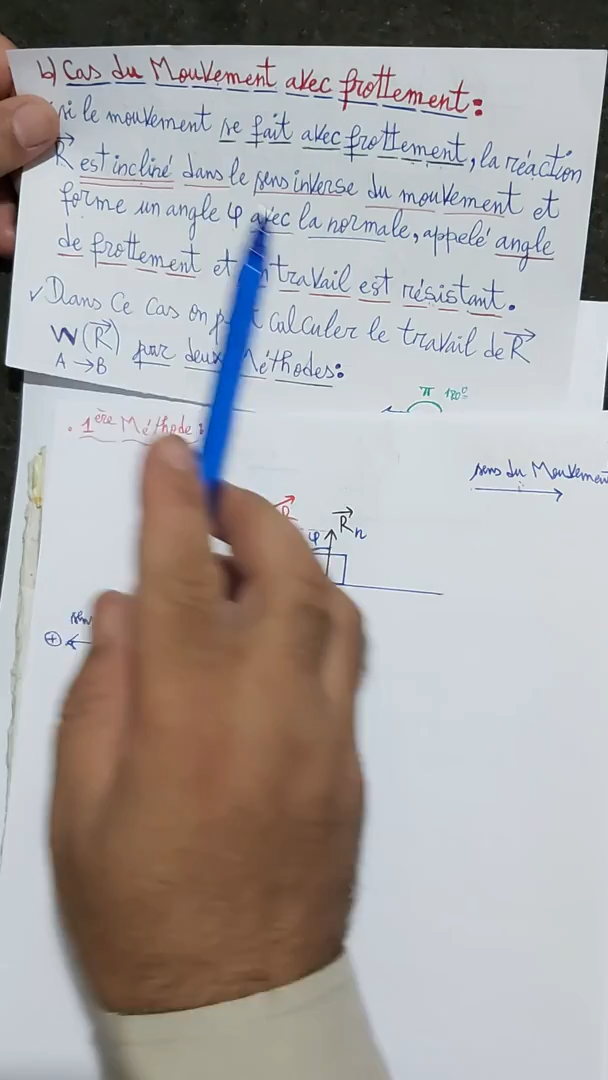 b) Cas du Mouvement avec frottement:
si le mouvement se fait avec frottement, la réaction
R est incliné dans le sens inverse du mouvement et
forme un angle φ avec la normale, appelé angle
de frottement et travail est résistant.
✓ Dans ce cas on calculer le travail de R
W(R) par deux Méthodes:
A → B
π 180°
. 1ère Méthode:
sens du Mouvement
R
φ Rn
⊕